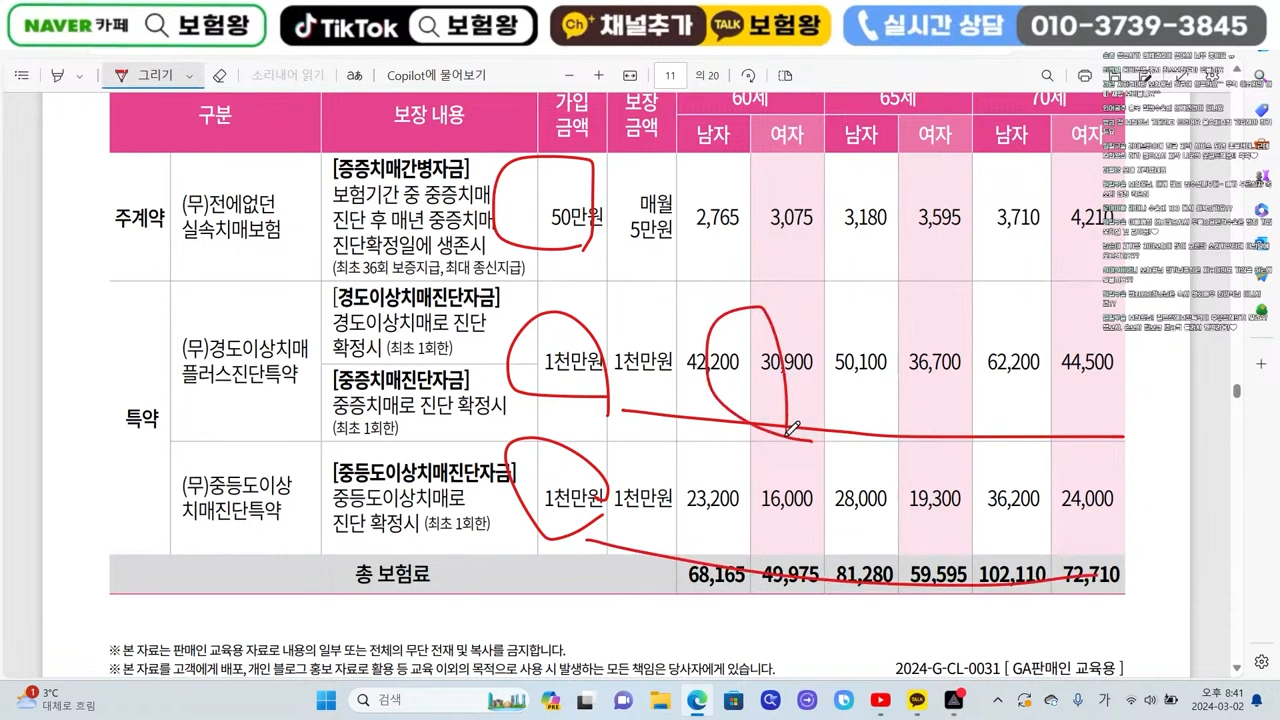 NAVER 카페 보험왕 TikTok 보험왕 Ch+ 채널추가 TALK 보험왕 실시간 상담 010-3739-3845
그리기 소리내어 읽기 aあ Copilot에 물어보기 11 의 20
구분 보장 내용 가입 금액 보장 금액 60세 65세 70세
남자 여자 남자 여자 남자 여자
주계약
(무)전에없던
실속치매보험
[중증치매간병자금]
보험기간 중 중증치매
진단 후 매년 중증치매
진단확정일에 생존시
(최초 36회 보증지급, 최대 종신지급)
50만원 매월 5만원 2,765 3,075 3,180 3,595 3,710 4,210
특약
(무)경도이상치매
플러스진단특약
[경도이상치매진단자금]
경도이상치매로 진단
확정시 (최초 1회한)
[중증치매진단자금]
중증치매로 진단 확정시
(최초 1회한)
1천만원 1천만원 42,200 30,900 50,100 36,700 62,200 44,500
(무)중등도이상
치매진단특약
[중등도이상치매진단자금]
중등도이상치매로
진단 확정시 (최초 1회한)
1천만원 1천만원 23,200 16,000 28,000 19,300 36,200 24,000
총 보험료 68,165 49,975 81,280 59,595 102,110 72,710
※ 본 자료는 판매인 교육용 자료로 내용의 일부 또는 전체의 무단 전재 및 복사를 금지합니다.
※ 본 자료를 고객에게 배포, 개인 블로그 홍보 자료로 활용 등 교육 이외의 목적으로 사용 시 발생하는 모든 책임은 당사자에게 있습니다.
2024-G-CL-0031 [ GA판매인 교육용 ]
1 3°C
대체로 흐림
검색
PRE
TALK
가
오후 8:41
2024-03-02